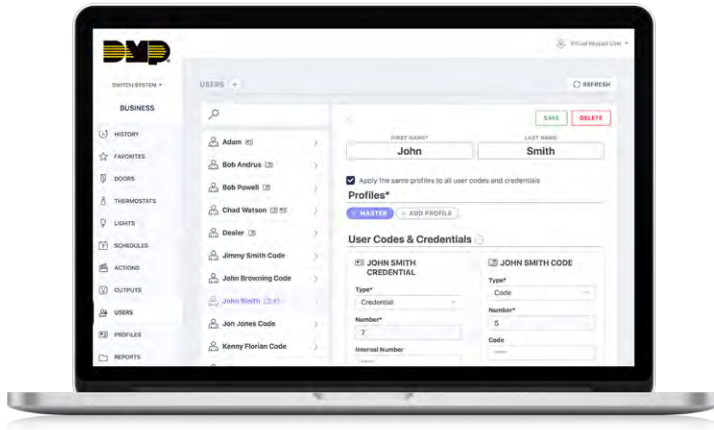 DMP
Virtual Keypad User
SWITCH SYSTEM
USERS +
REFRESH
BUSINESS
HISTORY
FAVORITES
DOORS
THERMOSTATS
LIGHTS
SCHEDULES
ACTIONS
OUTPUTS
USERS
PROFILES
REPORTS
Adam
Bob Andrus
Bob Powell
Chad Watson
Dealer
Jimmy Smith Code
John Browning Code
John Smith
Jon Jones Code
Kenny Florian Code
SAVE
DELETE
FIRST NAME*
LAST NAME
John
Smith
Apply the same profiles to all user codes and credentials
Profiles*
MASTER
+ ADD PROFILE
User Codes & Credentials
JOHN SMITH
CREDENTIAL
Type*
Credential
Number*
7
Internal Number
JOHN SMITH CODE
Type*
Code
Number*
5
Code